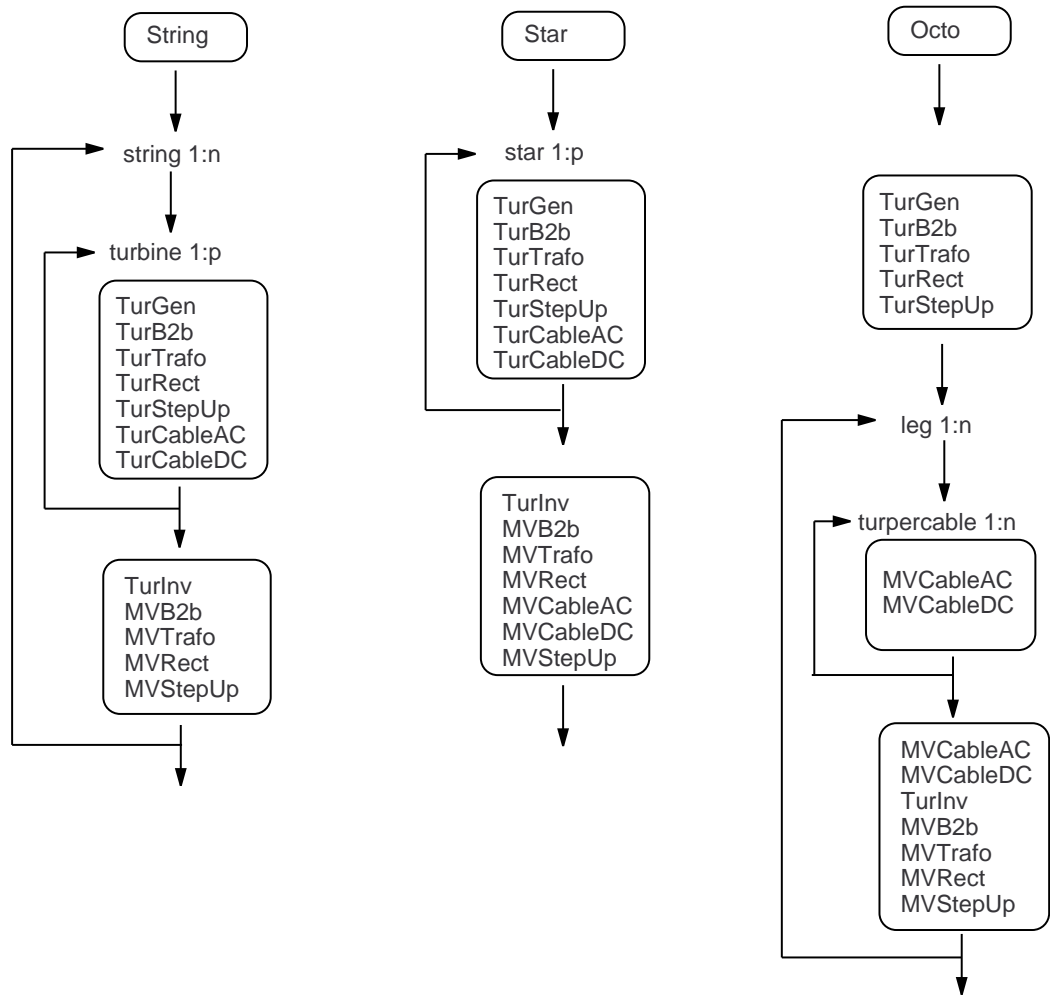 String
string 1:n
turbine 1:p
TurGen
TurB2b
TurTrafo
TurRect
TurStepUp
TurCableAC
TurCableDC
TurInv
MVB2b
MVTrafo
MVRect
MVStepUp
Star
star 1:p
TurGen
TurB2b
TurTrafo
TurRect
TurStepUp
TurCableAC
TurCableDC
TurInv
MVB2b
MVTrafo
MVRect
MVCableAC
MVCableDC
MVStepUp
Octo
TurGen
TurB2b
TurTrafo
TurRect
TurStepUp
leg 1:n
turpercable 1:n
MVCableAC
MVCableDC
MVCableAC
MVCableDC
TurInv
MVB2b
MVTrafo
MVRect
MVStepUp